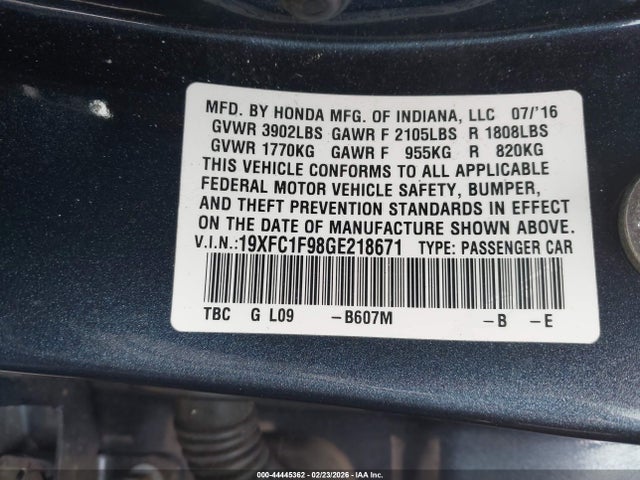 MFD. BY HONDA MFG. OF INDIANA, LLC 07/'16
GVWR 3902LBS GAWR F 2105LBS R 1808LBS
GVWR 1770KG GAWR F 955KG R 820KG
THIS VEHICLE CONFORMS TO ALL APPLICABLE
FEDERAL MOTOR VEHICLE SAFETY, BUMPER,
AND THEFT PREVENTION STANDARDS IN EFFECT
ON THE DATE OF MANUFACTURE SHOWN ABOVE.
V.I.N.:19XFC1F98GE218671 TYPE: PASSENGER CAR
TBC G L09 -B607M -B -E
000-44445362 | 02/23/2026 - IAA Inc.